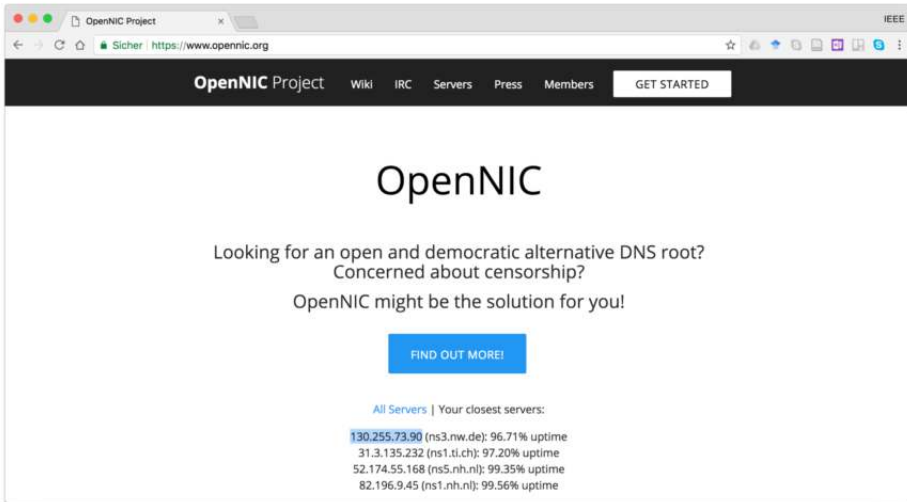 OpenNIC Project
IEEE
Sicher https://www.opennic.org
OpenNIC Project Wiki IRC Servers Press Members GET STARTED
OpenNIC
Looking for an open and democratic alternative DNS root?
Concerned about censorship?
OpenNIC might be the solution for you!
FIND OUT MORE!
All Servers | Your closest servers:
130.255.73.90 (ns3.nw.de): 96.71% uptime
31.3.135.232 (ns1.ti.ch): 97.20% uptime
52.174.55.168 (ns5.nh.nl): 99.35% uptime
82.196.9.45 (ns1.nh.nl): 99.56% uptime